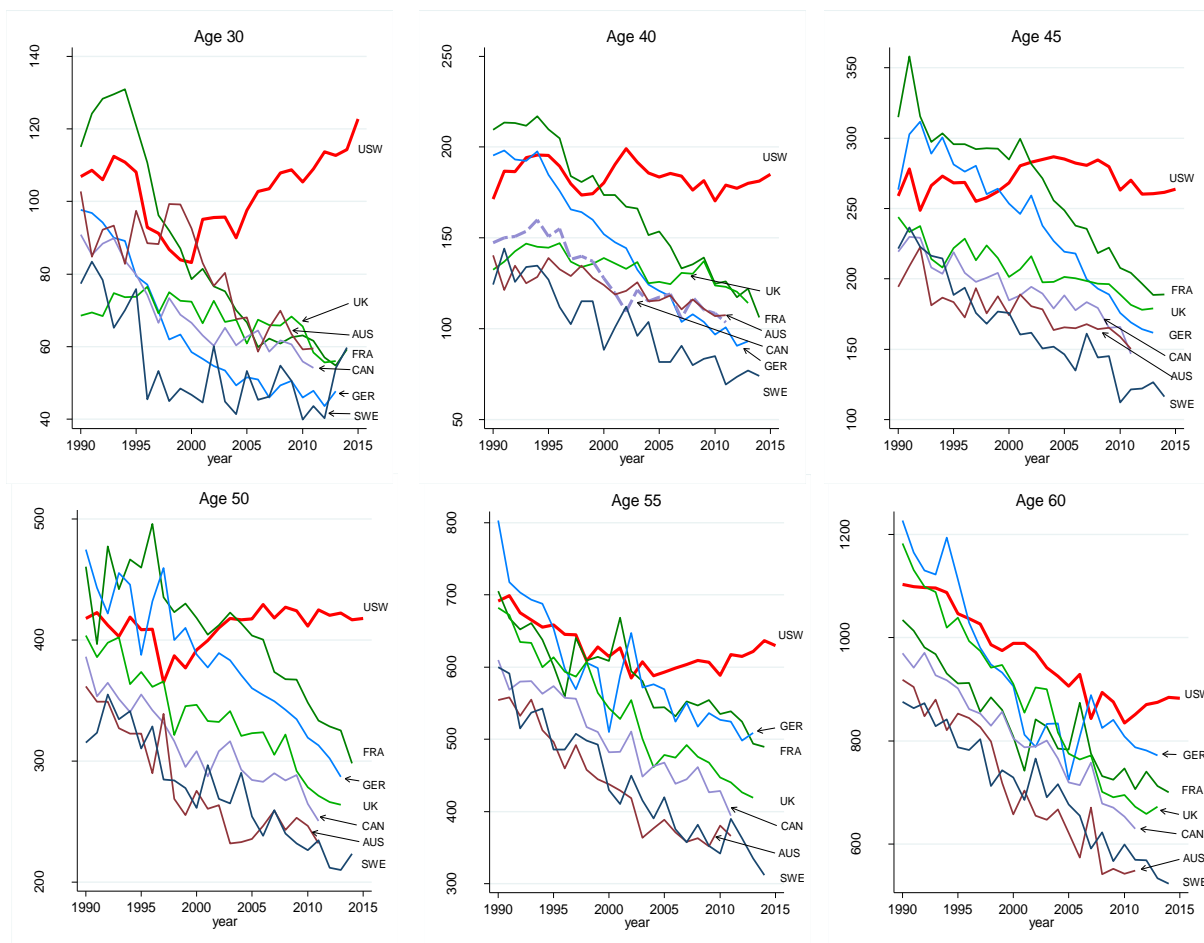 Age 30
140
120
100
80
60
40
USW
UK
AUS
FRA
CAN
GER
SWE
1990 1995 2000 2005 2010 2015
year
Age 40
250
200
150
100
50
USW
UK
FRA
AUS
CAN
GER
SWE
1990 1995 2000 2005 2010 2015
year
Age 45
350
300
250
200
150
100
USW
FRA
UK
GER
CAN
AUS
SWE
1990 1995 2000 2005 2010 2015
year
Age 50
500
400
300
200
USW
FRA
GER
UK
CAN
AUS
SWE
1990 1995 2000 2005 2010 2015
year
Age 55
800
700
600
500
400
300
USW
GER
FRA
UK
CAN
AUS
SWE
1990 1995 2000 2005 2010 2015
year
Age 60
1200
1000
800
600
USW
GER
FRA
UK
CAN
AUS
SWE
1990 1995 2000 2005 2010 2015
year